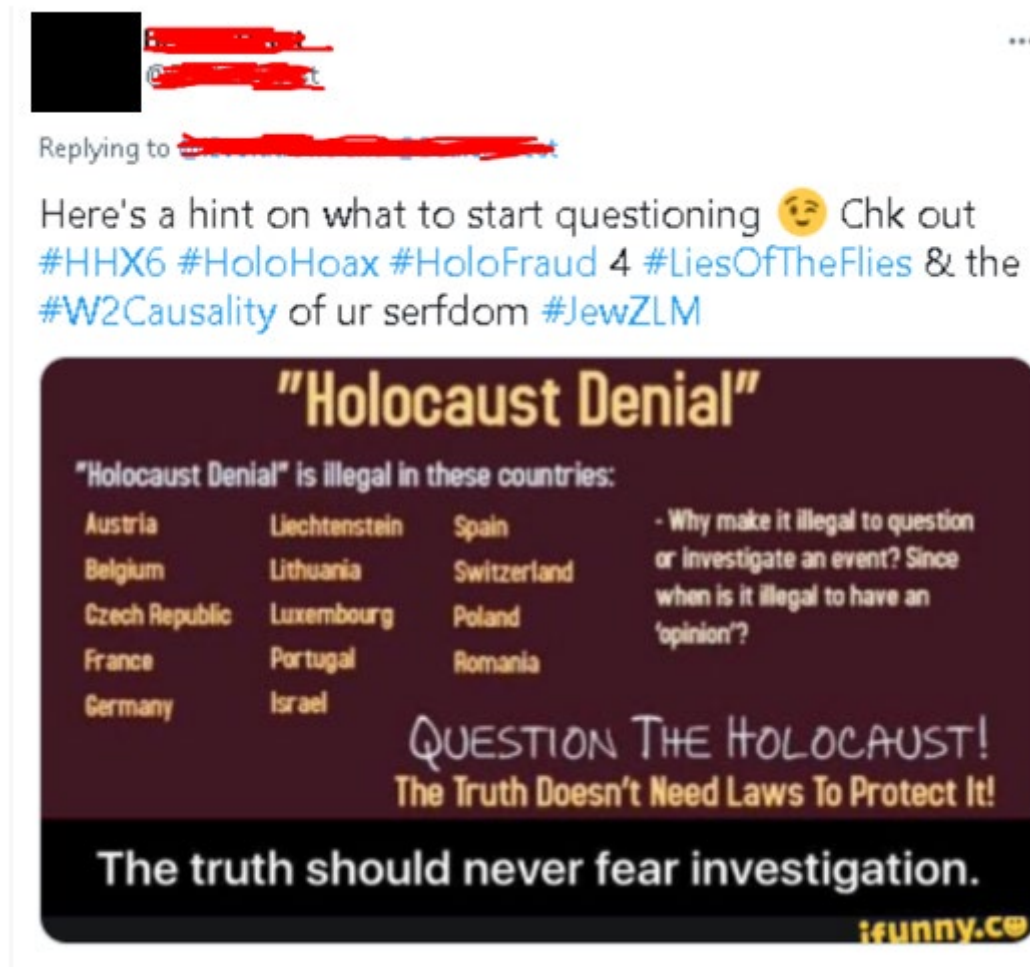 Replying to
Here's a hint on what to start questioning 😉 Chk out
#HHX6 #HoloHoax #HoloFraud 4 #LiesOfTheFlies & the
#W2Causality of ur serfdom #JewZLM
"Holocaust Denial"
"Holocaust Denial" is illegal in these countries:
Austria
Belgium
Czech Republic
France
Germany
Liechtenstein
Lithuania
Luxembourg
Portugal
Israel
Spain
Switzerland
Poland
Romania
- Why make it illegal to question
or investigate an event? Since
when is it illegal to have an
'opinion'?
QUESTION THE HOLOCAUST!
The Truth Doesn't Need Laws To Protect It!
The truth should never fear investigation.
ifunny.co